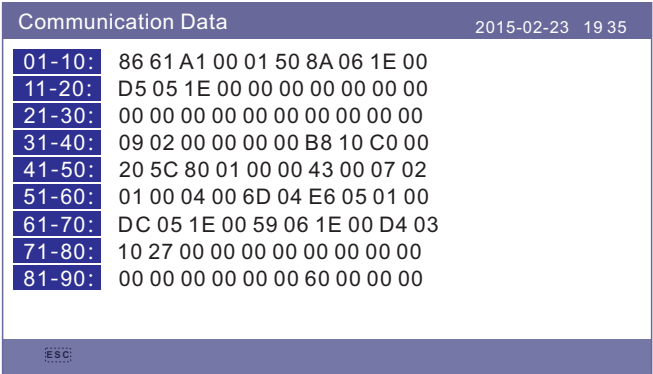 Communication Data 2015-02-23 19 35
01-10: 86 61 A1 00 01 50 8A 06 1E 00
11-20: D5 05 1E 00 00 00 00 00 00 00
21-30: 00 00 00 00 00 00 00 00 00 00
31-40: 09 02 00 00 00 00 B8 10 C0 00
41-50: 20 5C 80 01 00 00 43 00 07 02
51-60: 01 00 04 00 6D 04 E6 05 01 00
61-70: DC 05 1E 00 59 06 1E 00 D4 03
71-80: 10 27 00 00 00 00 00 00 00 00
81-90: 00 00 00 00 00 00 60 00 00 00
ESC